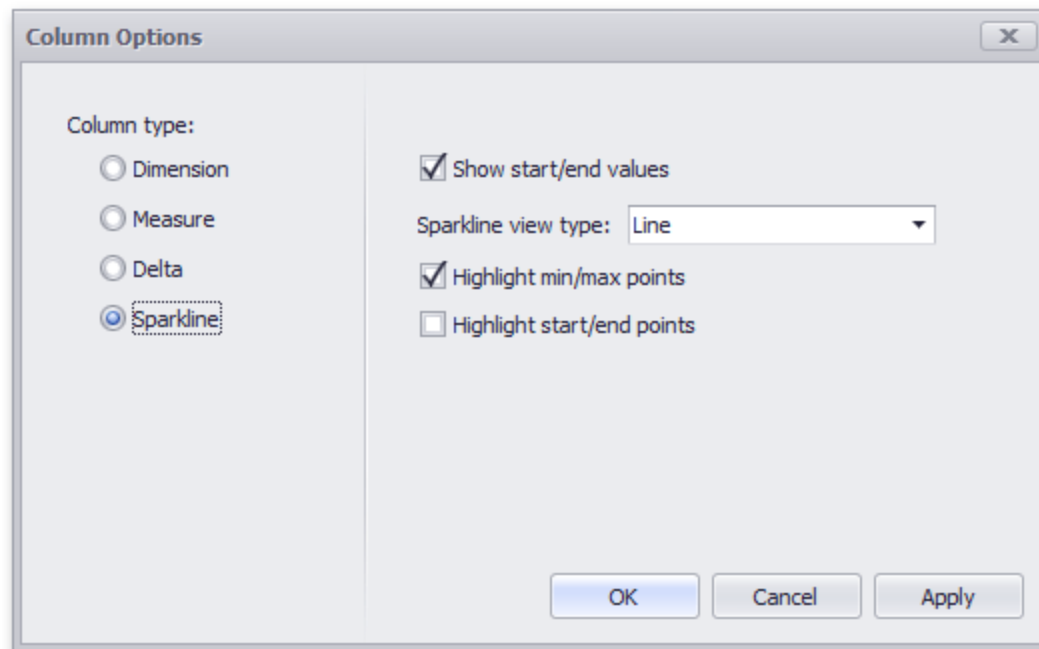 Column Options
Column type:
Dimension
Measure
Delta
Sparkline
Show start/end values
Sparkline view type: Line
Highlight min/max points
Highlight start/end points
OK Cancel Apply